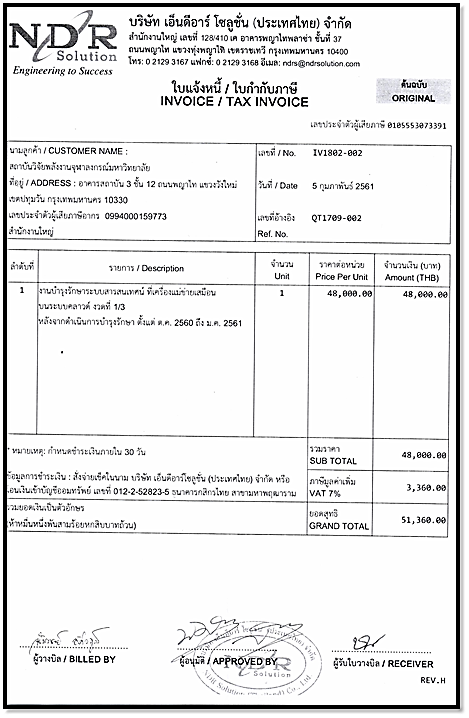 NDR
Solution
Engineering to Success
บริษัท เอ็นดีอาร์ โซลูชั่น (ประเทศไทย) จำกัด
สำนักงานใหญ่ เลขที่ 128/410 เค อาคารพญาไทพลาซ่า ชั้นที่ 37
ถนนพญาไท แขวงทุ่งพญาไท เขตราชเทวี กรุงเทพมหานคร 10400
โทร: 0 2129 3167 แฟกซ์: 0 2129 3168 อีเมล: ndrs@ndrsolution.com
ใบแจ้งหนี้ / ใบกำกับภาษี
INVOICE / TAX INVOICE
ต้นฉบับ
ORIGINAL
เลขประจำตัวผู้เสียภาษี 0105553073391
นามลูกค้า / CUSTOMER NAME :
สถาบันวิจัยพลังงานจุฬาลงกรณ์มหาวิทยาลัย
ที่อยู่ / ADDRESS : อาคารสถาบัน 3 ชั้น 12 ถนนพญาไท แขวงวังใหม่
เขตปทุมวัน กรุงเทพมหานคร 10330
เลขประจำตัวผู้เสียภาษีอากร 0994000159773
สำนักงานใหญ่
เลขที่ / No. IV1802-002
วันที่ / Date 5 กุมภาพันธ์ 2561
เลขที่อ้างอิง QT1709-002
Ref. No.
ลำดับที่ รายการ / Description จำนวน Unit ราคาต่อหน่วย Price Per Unit จำนวนเงิน (บาท) Amount (THB)
1 งานบำรุงรักษาระบบสารสนเทศน์ ที่เครื่องแม่ข่ายเสมือน 1 48,000.00 48,000.00
บนระบบคลาวด์ งวดที่ 1/3
หลังจากดำเนินการบำรุงรักษา ตั้งแต่ ต.ค. 2560 ถึง ม.ค. 2561
* หมายเหตุ: กำหนดชำระเงินภายใน 30 วัน
รวมราคา
SUB TOTAL 48,000.00
ข้อมูลการชำระเงิน : สั่งจ่ายเช็คในนาม บริษัท เอ็นดีอาร์โซลูชั่น (ประเทศไทย) จำกัด หรือ
โอนเงินเข้าบัญชีออมทรัพย์ เลขที่ 012-2-52823-5 ธนาคารกสิกรไทย สาขามหาพฤฒาราม
ภาษีมูลค่าเพิ่ม
VAT 7% 3,360.00
รวมยอดเงินเป็นตัวอักษร
(ห้าหมื่นหนึ่งพันสามร้อยหกสิบบาทถ้วน)
ยอดสุทธิ
GRAND TOTAL 51,360.00
ผู้วางบิล / BILLED BY
ผู้อนุมัติ / APPROVED BY
ผู้รับใบวางบิล / RECEIVER
NDR
Solution
REV.H